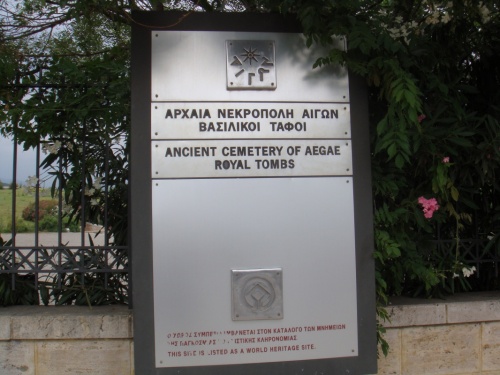 ΑΡΧΑΙΑ ΝΕΚΡΟΠΟΛΗ ΑΙΓΩΝ
ΒΑΣΙΛΙΚΟΙ ΤΑΦΟΙ
ANCIENT CEMETERY OF AEGAE
ROYAL TOMBS
ΣΤΟΝ ΚΑΤΑΛΟΓΟ ΤΩΝ ΜΝΗΜΕΙΩΝ
ΚΛΗΡΟΝΟΜΙΑΣ
THIS SITE IS LISTED AS A WORLD HERITAGE SITE.